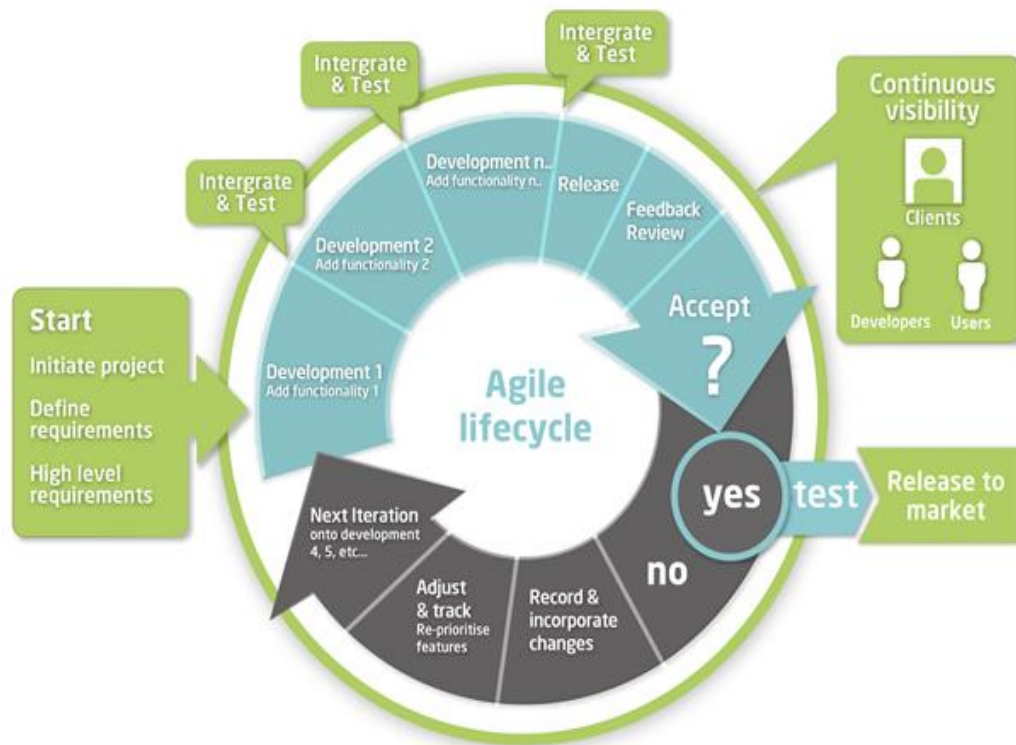 Intergrate
& Test
Intergrate
& Test
Intergrate
& Test
Continuous
visibility
Clients
Developers
Users
Start
Initiate project
Define
requirements
High level
requirements
Development 1
Add functionality 1
Development 2
Add functionality 2
Development n..
Add functionality n..
Release
Feedback
Review
Accept
?
Agile
lifecycle
yes
test
Release to
market
no
Record &
incorporate
changes
Adjust
& track
Re-prioritise
features
Next Iteration
onto development
4, 5, etc...